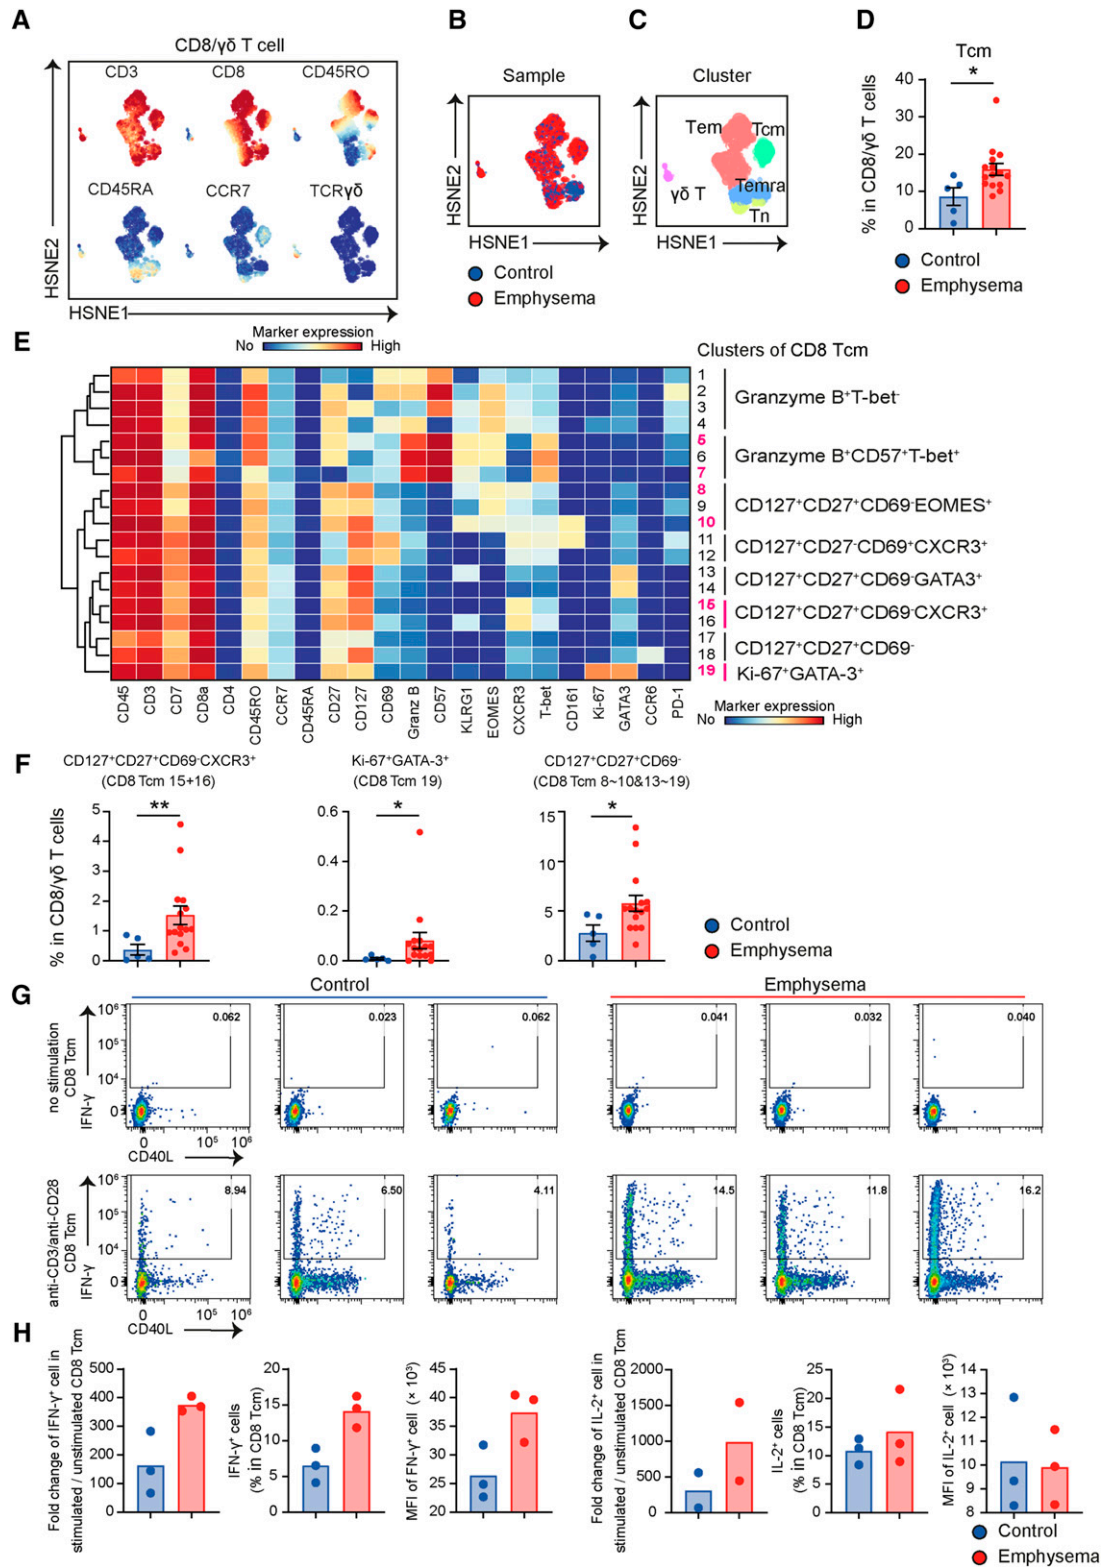 A
CD8/γδ T cell
CD3 CD8 CD45RO
CD45RA CCR7 TCRγδ
HSNE2
HSNE1
B
Sample
HSNE2
HSNE1
Control
Emphysema
C
Cluster
Tem Tcm
γδ T Temra
Tn
HSNE2
HSNE1
D
Tcm
*
% in CD8/γδ T cells
40
30
20
10
0
Control
Emphysema
E
Marker expression
No High
Clusters of CD8 Tcm
1
2
3
4
5
6
7
8
9
10
11
12
13
14
15
16
17
18
19
Granzyme B⁺T-bet⁻
Granzyme B⁺CD57⁺T-bet⁺
CD127⁺CD27⁺CD69⁻EOMES⁺
CD127⁺CD27⁻CD69⁺CXCR3⁺
CD127⁺CD27⁺CD69⁻GATA3⁺
CD127⁺CD27⁺CD69⁻CXCR3⁺
CD127⁺CD27⁺CD69⁻
Ki-67⁺GATA-3⁺
CD45 CD3 CD7 CD8a CD4 CD45RO CCR7 CD45RA CD27 CD127 CD69 Granz B CD57 KLRG1 EOMES CXCR3 T-bet CD161 Ki-67 GATA3 CCR6 PD-1
Marker expression
No High
F
CD127⁺CD27⁺CD69⁻CXCR3⁺
(CD8 Tcm 15+16)
**
% in CD8/γδ T cells
5
4
3
2
1
0
Ki-67⁺GATA-3⁺
(CD8 Tcm 19)
*
0.6
0.4
0.2
0.0
CD127⁺CD27⁺CD69⁻
(CD8 Tcm 8~10&13~19)
*
15
10
5
0
Control
Emphysema
G
Control Emphysema
no stimulation
CD8 Tcm
IFN-γ
10⁶
10⁵
10⁴
0
0.062 0.023 0.062 0.041 0.032 0.040
0 10⁵ 10⁶
CD40L
anti-CD3/anti-CD28
CD8 Tcm
IFN-γ
10⁶
10⁵
10⁴
0
8.94 6.50 4.11 14.5 11.8 16.2
0 10⁵ 10⁶
CD40L
H
Fold change of IFN-γ⁺ cell in
stimulated / unstimulated CD8 Tcm
500
400
300
200
100
0
IFN-γ⁺ cells
(% in CD8 Tcm)
20
15
10
5
0
MFI of FN-γ⁺ cell (× 10³)
45
40
35
30
25
20
Fold change of IL-2⁺ cell in
stimulated / unstimulated CD8 Tcm
2000
1500
1000
500
0
IL-2⁺ cells
(% in CD8 Tcm)
25
20
15
10
5
0
MFI of IL-2⁺ cell (× 10³)
14
13
12
11
10
9
8
Control
Emphysema